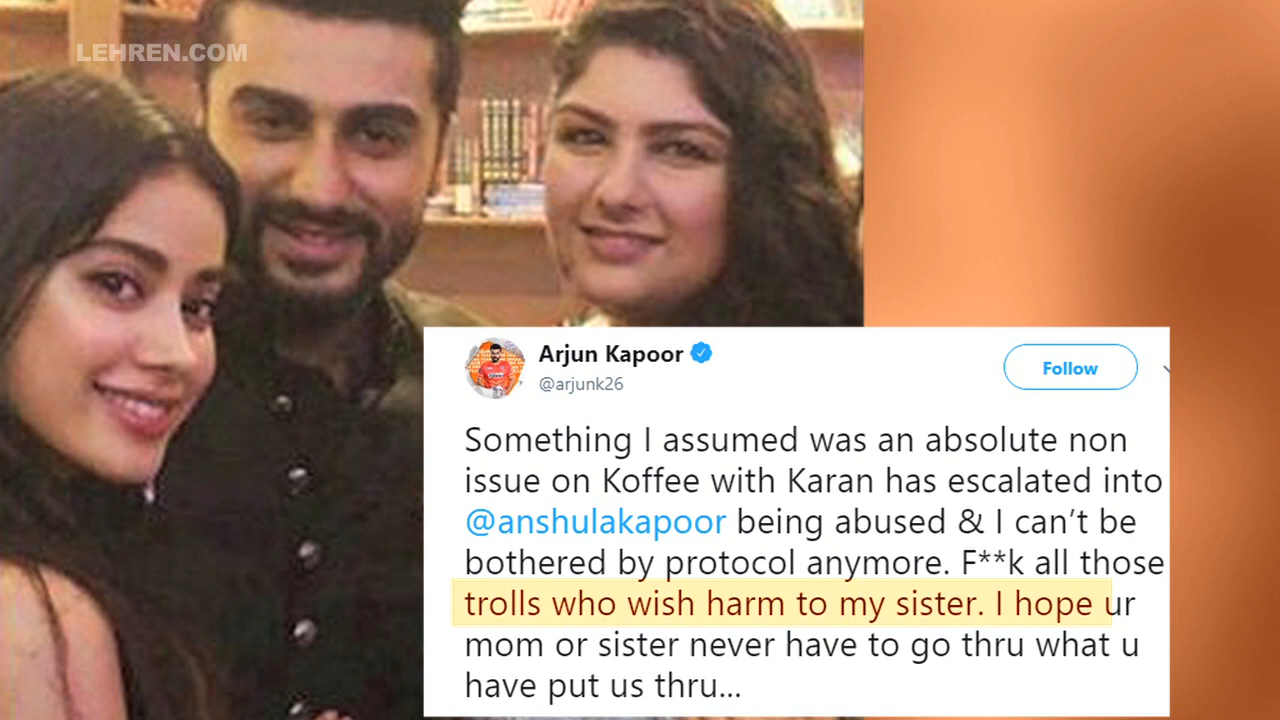 LEHREN.COM
Arjun Kapoor
@arjunk26
Follow
Something I assumed was an absolute non
issue on Koffee with Karan has escalated into
@anshulakapoor being abused & I can’t be
bothered by protocol anymore. F**k all those
trolls who wish harm to my sister. I hope ur
mom or sister never have to go thru what u
have put us thru...